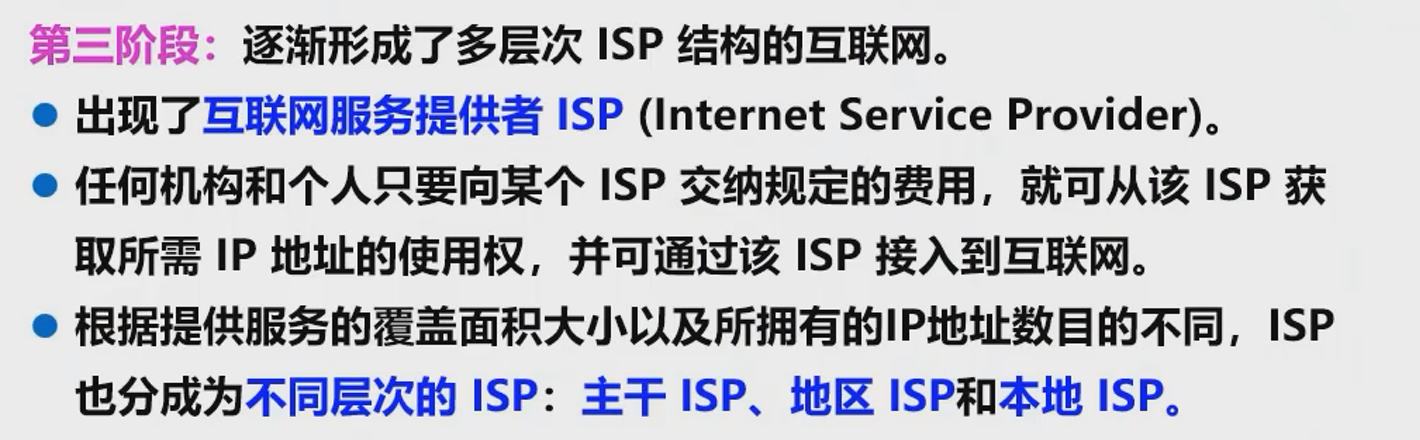 第三阶段：逐渐形成了多层次 ISP 结构的互联网。
● 出现了互联网服务提供者 ISP (Internet Service Provider)。
● 任何机构和个人只要向某个 ISP 交纳规定的费用，就可从该 ISP 获
取所需 IP 地址的使用权，并可通过该 ISP 接入到互联网。
● 根据提供服务的覆盖面积大小以及所拥有的IP地址数目的不同，ISP
也分成为不同层次的 ISP：主干 ISP、地区 ISP和本地 ISP。